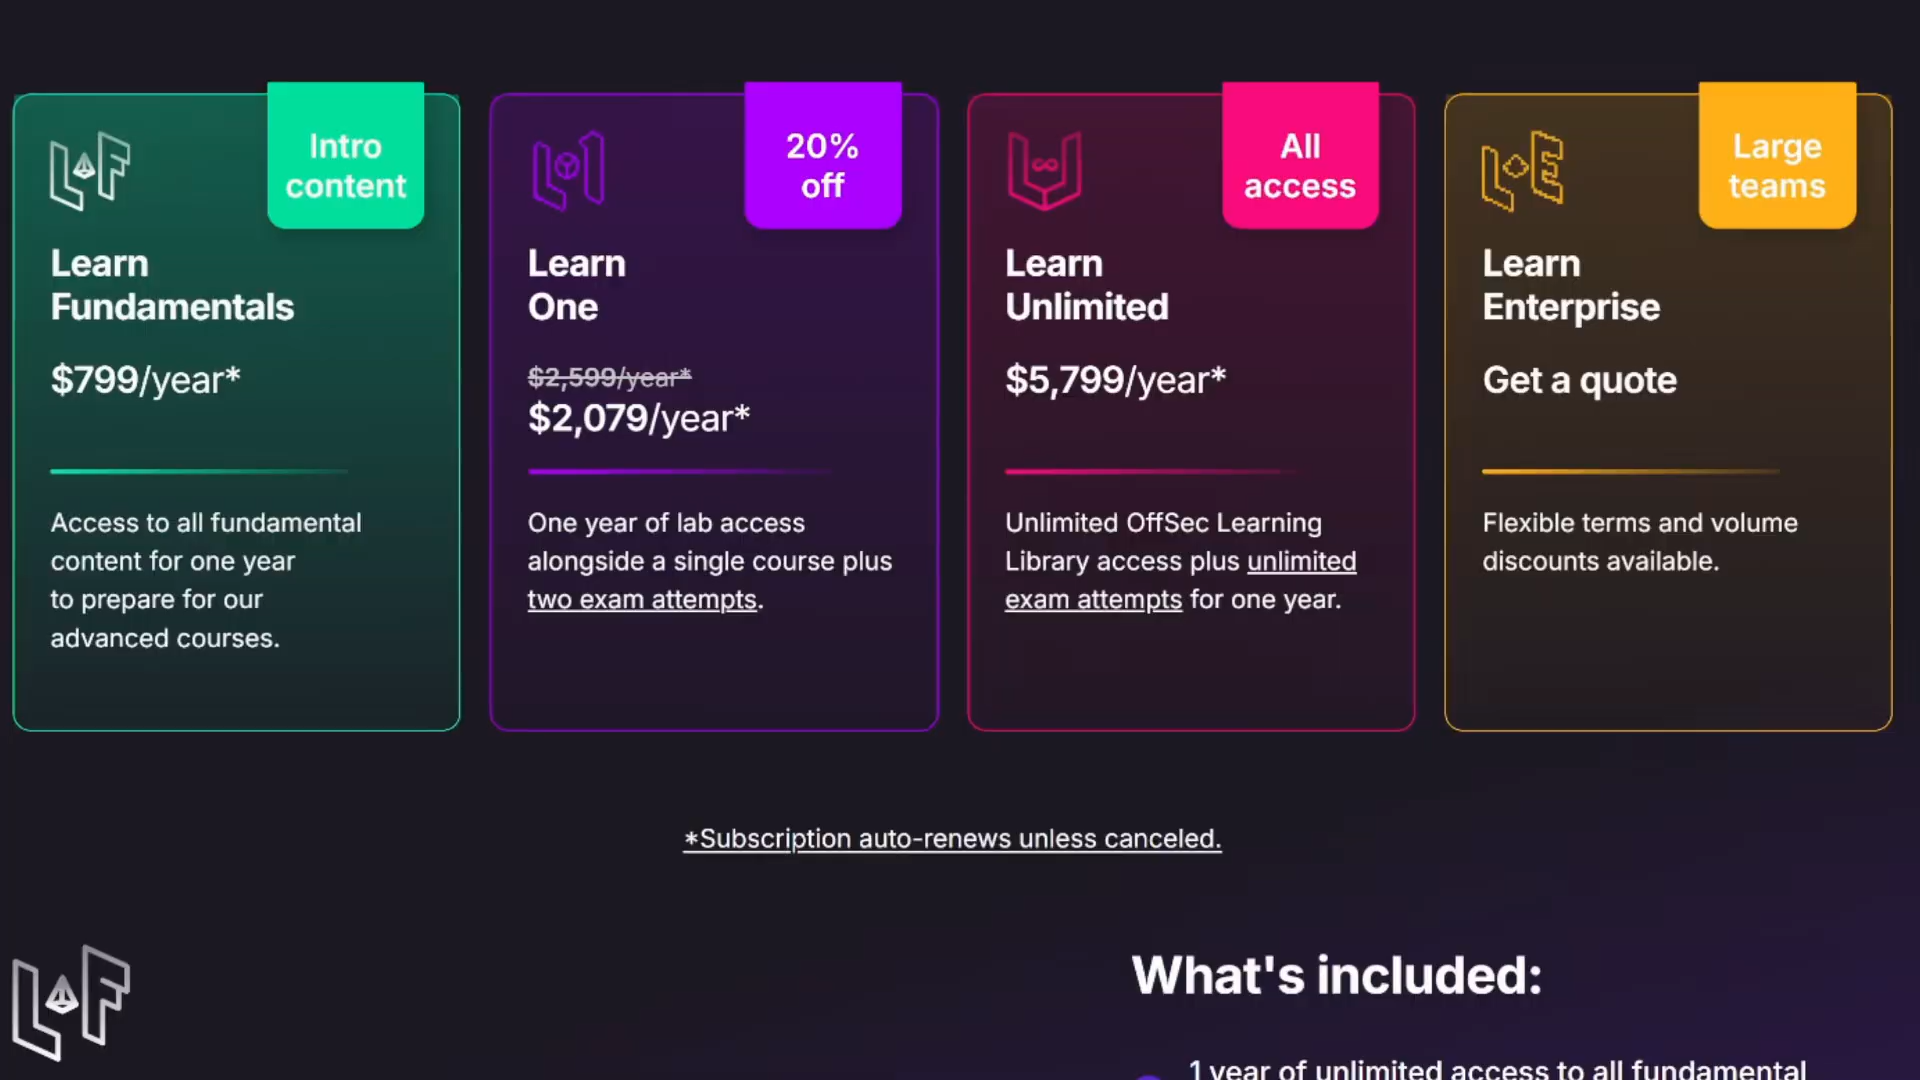 Intro
content
Learn
Fundamentals
$799/year*
Access to all fundamental
content for one year
to prepare for our
advanced courses.
20%
off
Learn
One
$2,599/year*
$2,079/year*
One year of lab access
alongside a single course plus
two exam attempts.
All
access
Learn
Unlimited
$5,799/year*
Unlimited OffSec Learning
Library access plus unlimited
exam attempts for one year.
Large
teams
Learn
Enterprise
Get a quote
Flexible terms and volume
discounts available.
*Subscription auto-renews unless canceled.
LF
What's included:
1 year of unlimited access to all fundamental